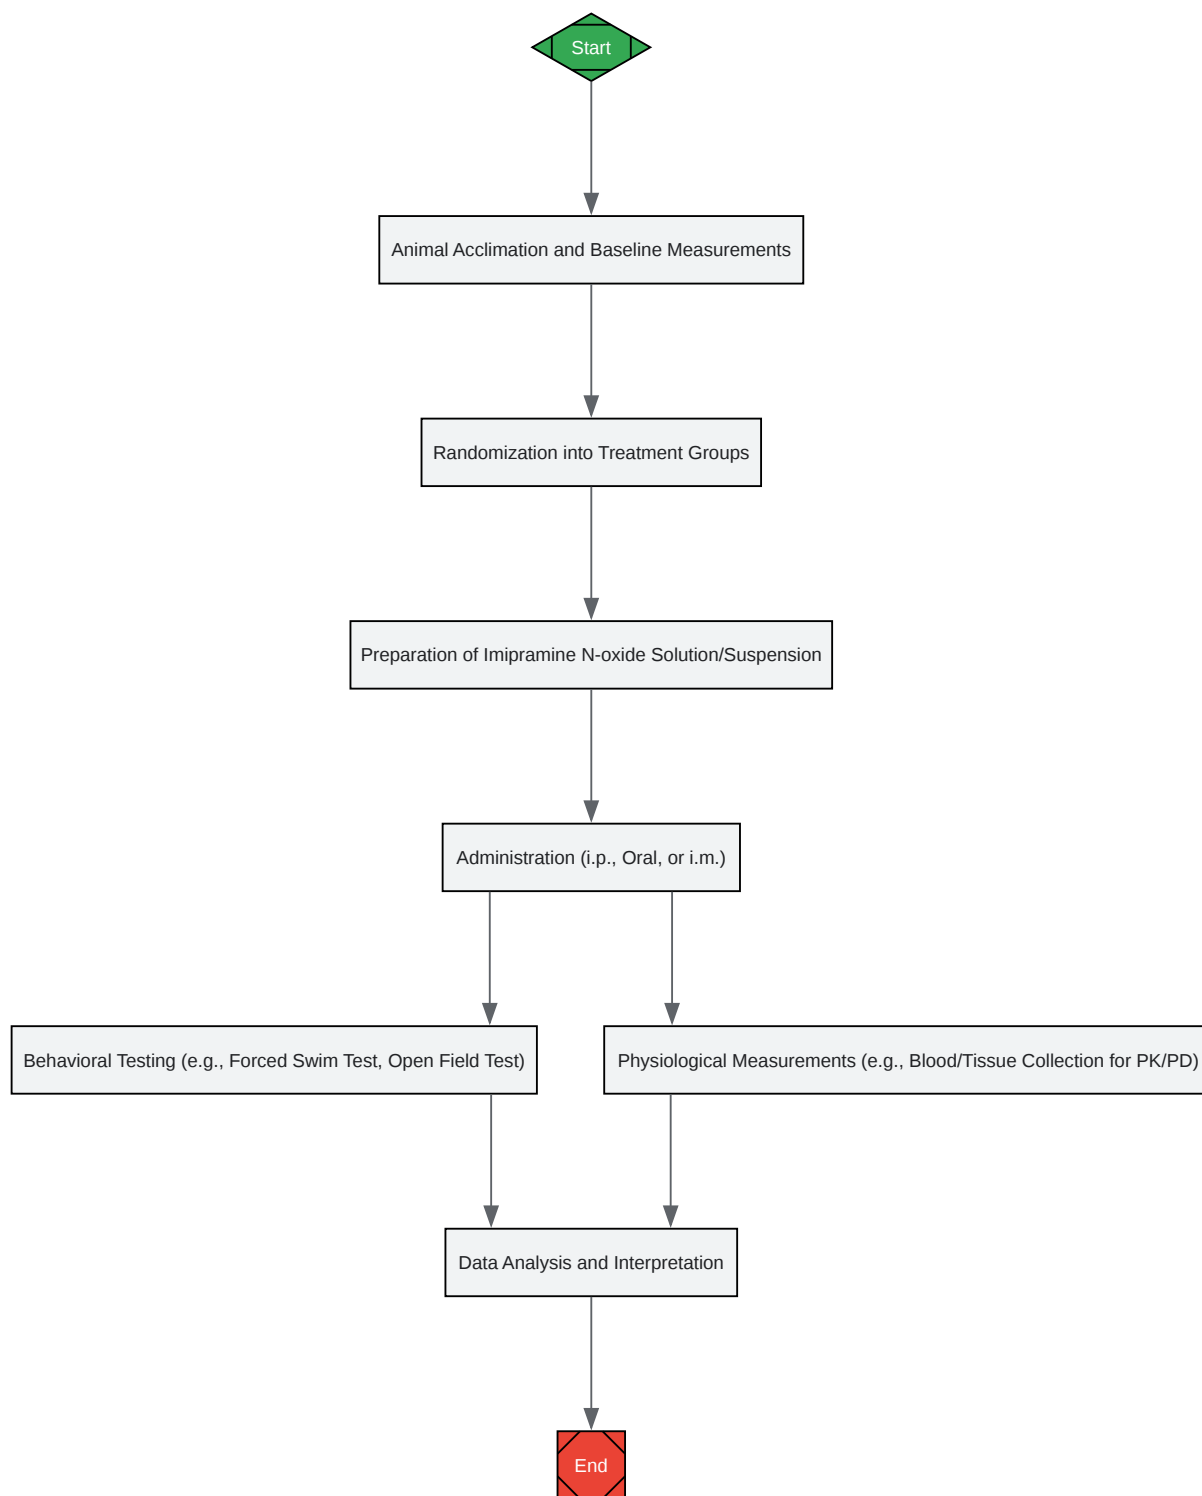 Start
Animal Acclimation and Baseline Measurements
Randomization into Treatment Groups
Preparation of Imipramine N-oxide Solution/Suspension
Administration (i.p., Oral, or i.m.)
Behavioral Testing (e.g., Forced Swim Test, Open Field Test)
Physiological Measurements (e.g., Blood/Tissue Collection for PK/PD)
Data Analysis and Interpretation
End